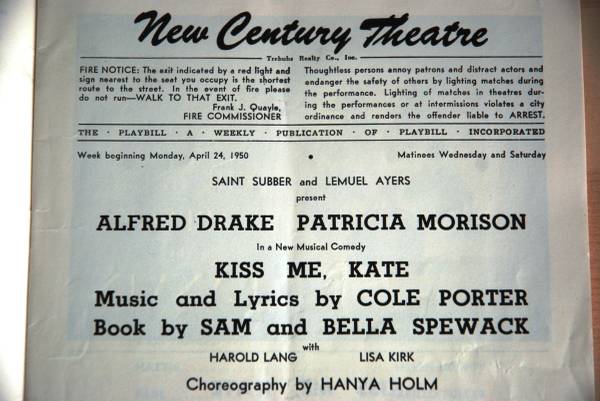 New Century Theatre
Trebuhs Realty Co., Inc.
FIRE NOTICE: The exit indicated by a red light and
sign nearest to the seat you occupy is the shortest
route to the street. In the event of fire please
do not run—WALK TO THAT EXIT.
Frank J. Quayle,
FIRE COMMISSIONER
Thoughtless persons annoy patrons and distract actors and
endanger the safety of others by lighting matches during
the performance. Lighting of matches in theatres dur-
ing the performances or at intermissions violates a city
ordinance and renders the offender liable to ARREST.
THE · PLAYBILL · A · WEEKLY · PUBLICATION · OF · PLAYBILL · INCORPORATED
Week beginning Monday, April 24, 1950 • Matinees Wednesday and Saturday
SAINT SUBBER and LEMUEL AYERS
present
ALFRED DRAKE PATRICIA MORISON
In a New Musical Comedy
KISS ME, KATE
Music and Lyrics by COLE PORTER
Book by SAM and BELLA SPEWACK
with
HAROLD LANG LISA KIRK
Choreography by HANYA HOLM